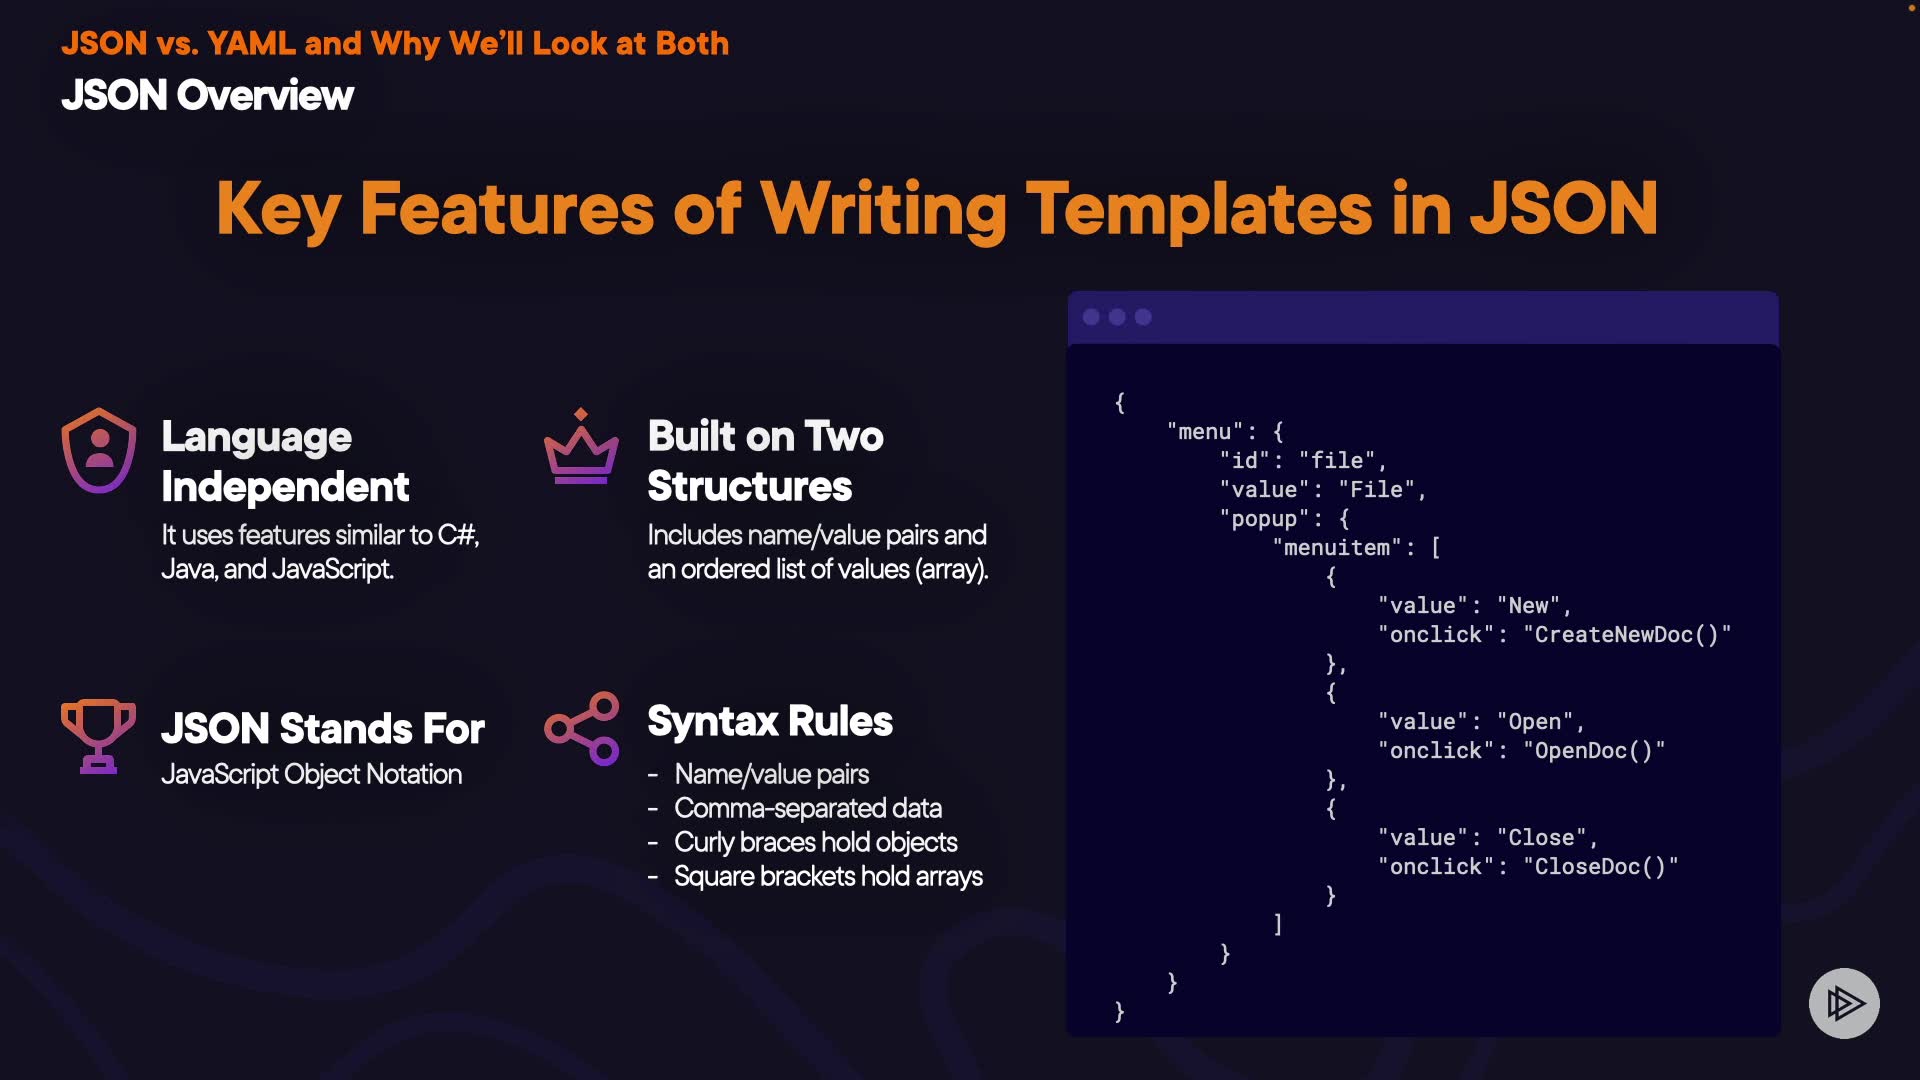 JSON vs. YAML and Why We’ll Look at Both
JSON Overview
Key Features of Writing Templates in JSON
Language
Independent
It uses features similar to C#,
Java, and JavaScript.
Built on Two
Structures
Includes name/value pairs and
an ordered list of values (array).
JSON Stands For
JavaScript Object Notation
Syntax Rules
- Name/value pairs
- Comma-separated data
- Curly braces hold objects
- Square brackets hold arrays
{
    "menu": {
        "id": "file",
        "value": "File",
        "popup": {
            "menuitem": [
                {
                    "value": "New",
                    "onclick": "CreateNewDoc()"
                },
                {
                    "value": "Open",
                    "onclick": "OpenDoc()"
                },
                {
                    "value": "Close",
                    "onclick": "CloseDoc()"
                }
            ]
        }
    }
}